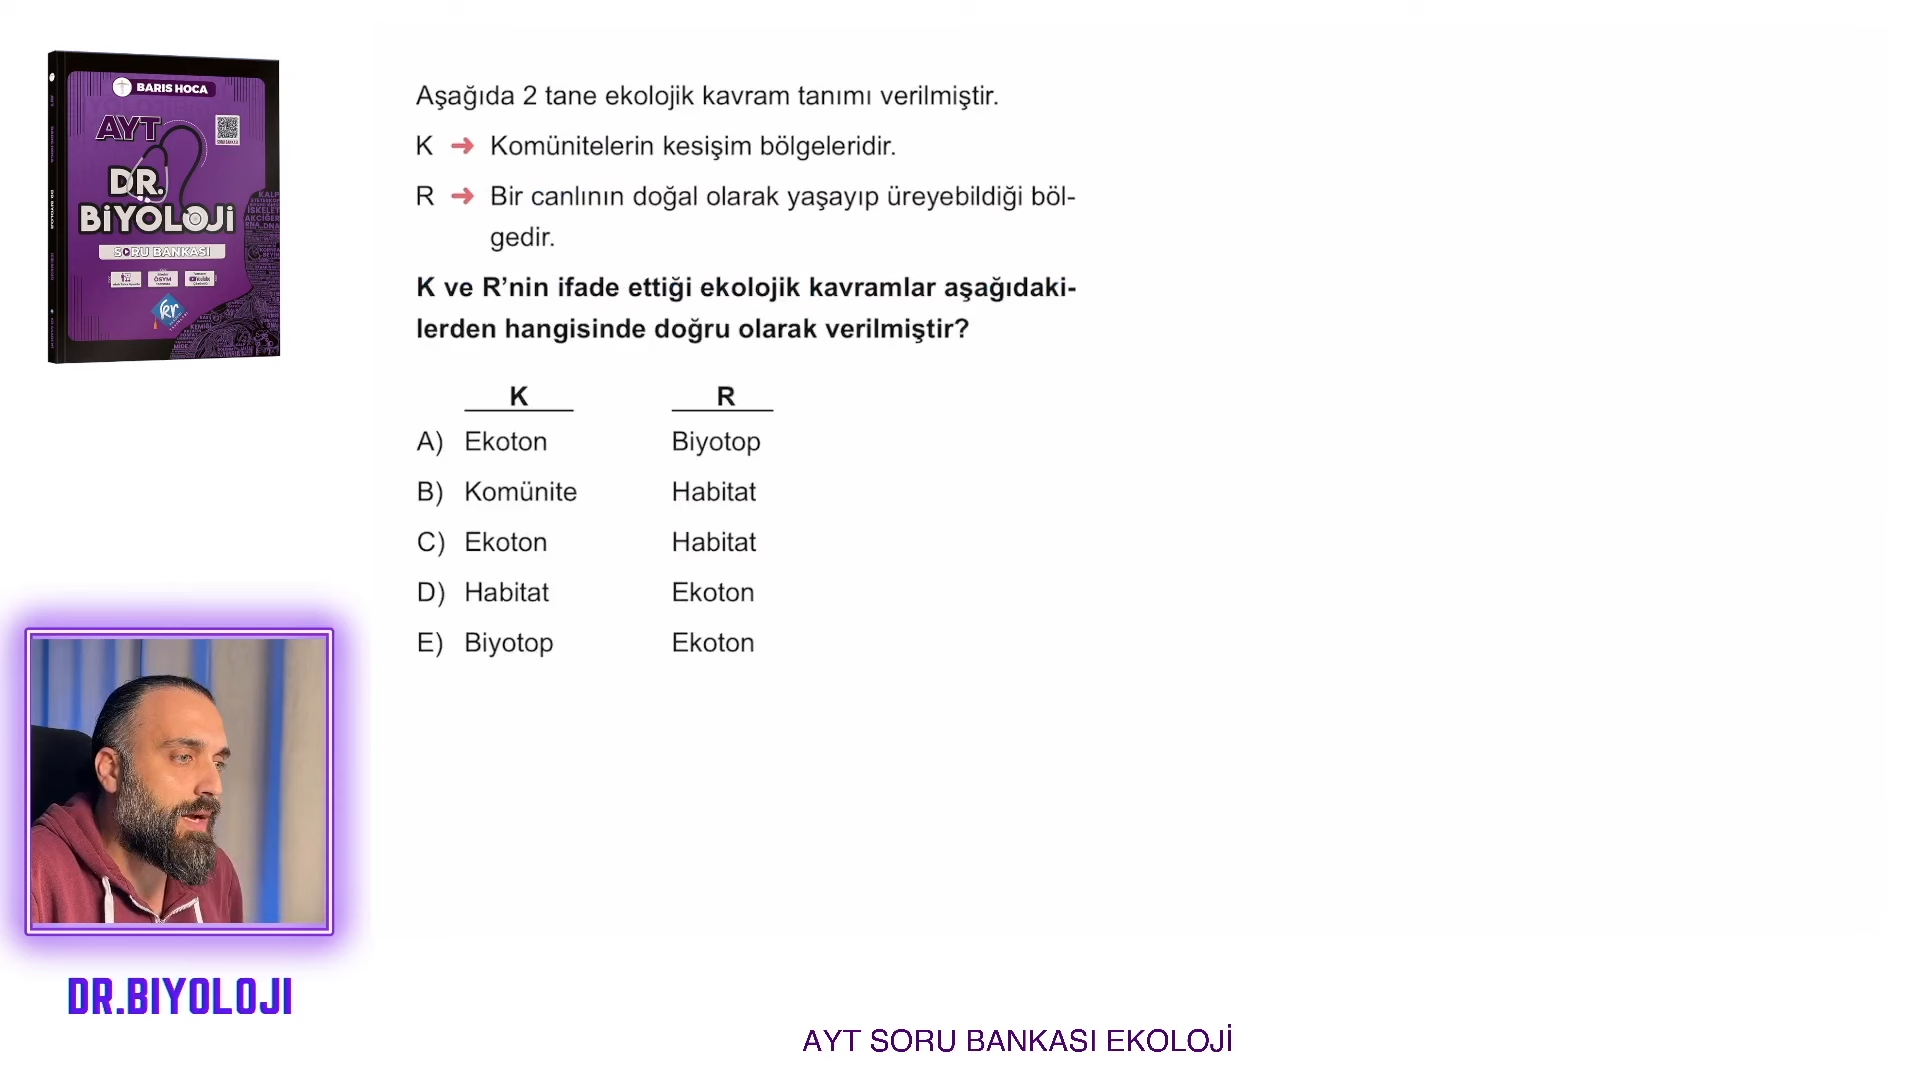 BARIS HOCA
AYT
DR.
BİYOLOJİ
SORU BANKASI
Aşağıda 2 tane ekolojik kavram tanımı verilmiştir.
K → Komünitelerin kesişim bölgeleridir.
R → Bir canlının doğal olarak yaşayıp üreyebildiği böl-
gedir.
K ve R’nin ifade ettiği ekolojik kavramlar aşağıdaki-
lerden hangisinde doğru olarak verilmiştir?
K R
A) Ekoton Biyotop
B) Komünite Habitat
C) Ekoton Habitat
D) Habitat Ekoton
E) Biyotop Ekoton
DR.BIYOLOJI
AYT SORU BANKASI EKOLOJİ